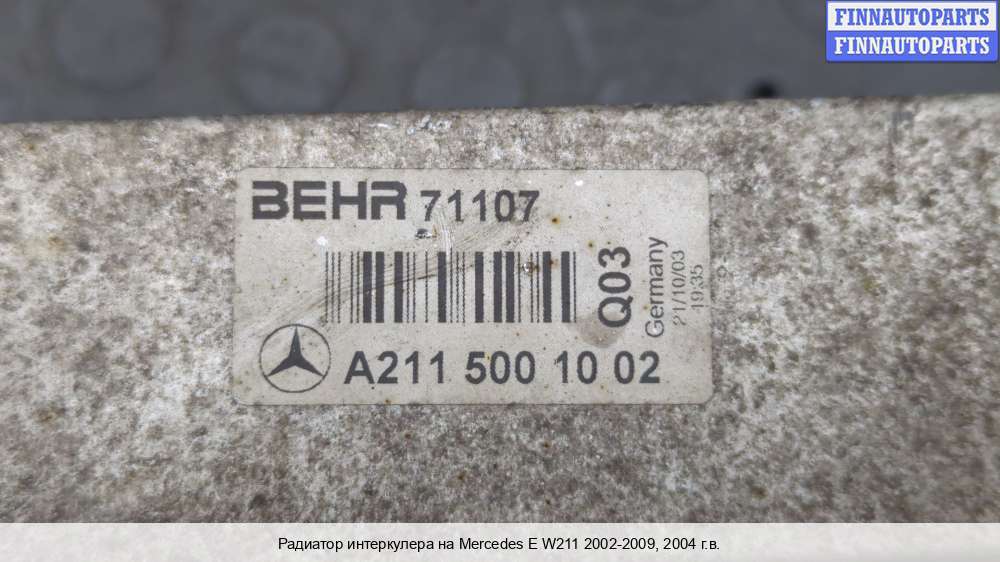 FINNAUTOPARTS
FINNAUTOPARTS
BEHR 71107
Q03
Germany
21/10/03
19:35
A211 500 10 02
Радиатор интеркулера на Mercedes E W211 2002-2009, 2004 г.в.